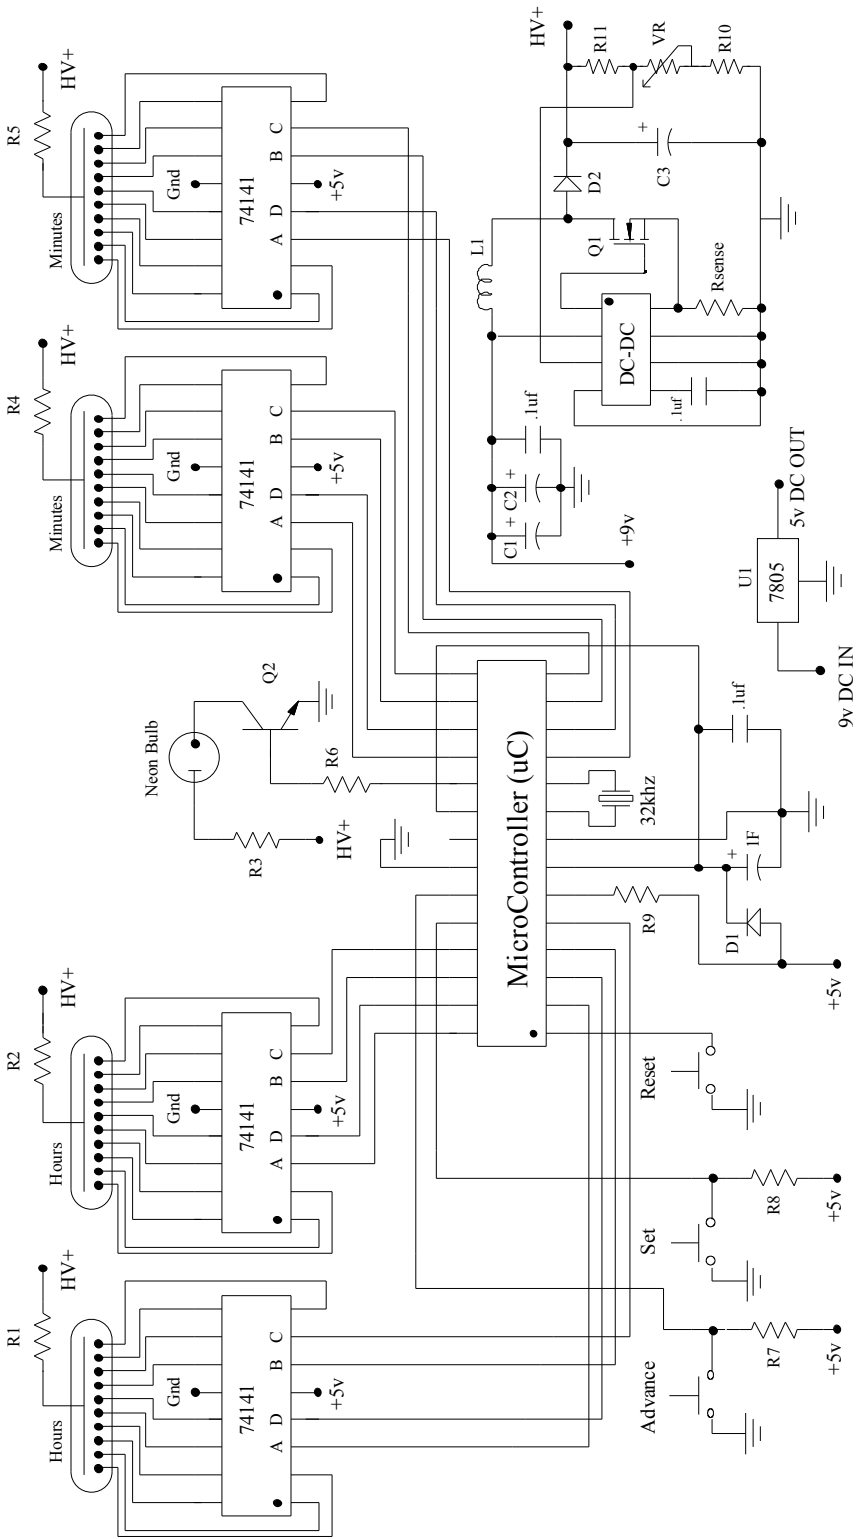 R1
HV+
Hours
Gnd
74141
A D B C
+5v
R2
HV+
Hours
Gnd
74141
A D B C
+5v
Neon Bulb
R3
HV+
Q2
R6
R4
HV+
Minutes
Gnd
74141
A D B C
+5v
R5
HV+
Minutes
Gnd
74141
A D B C
+5v
MicroController (uC)
32khz
R9
D1
+5v
+
1F
.1uf
Advance
R7
+5v
Set
R8
+5v
Reset
+9v
C1 +
C2 +
.1uf
L1
Q1
D2
HV+
R11
VR
R10
+
C3
DC-DC
Rsense
.1uf
9v DC IN
U1
7805
5v DC OUT